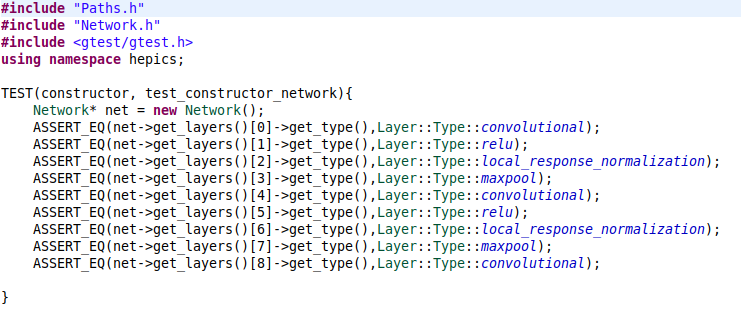 #include "Paths.h"
#include "Network.h"
#include <gtest/gtest.h>
using namespace hepics;

TEST(constructor, test_constructor_network){
    Network* net = new Network();
    ASSERT_EQ(net->get_layers()[0]->get_type(),Layer::Type::convolutional);
    ASSERT_EQ(net->get_layers()[1]->get_type(),Layer::Type::relu);
    ASSERT_EQ(net->get_layers()[2]->get_type(),Layer::Type::local_response_normalization);
    ASSERT_EQ(net->get_layers()[3]->get_type(),Layer::Type::maxpool);
    ASSERT_EQ(net->get_layers()[4]->get_type(),Layer::Type::convolutional);
    ASSERT_EQ(net->get_layers()[5]->get_type(),Layer::Type::relu);
    ASSERT_EQ(net->get_layers()[6]->get_type(),Layer::Type::local_response_normalization);
    ASSERT_EQ(net->get_layers()[7]->get_type(),Layer::Type::maxpool);
    ASSERT_EQ(net->get_layers()[8]->get_type(),Layer::Type::convolutional);

}